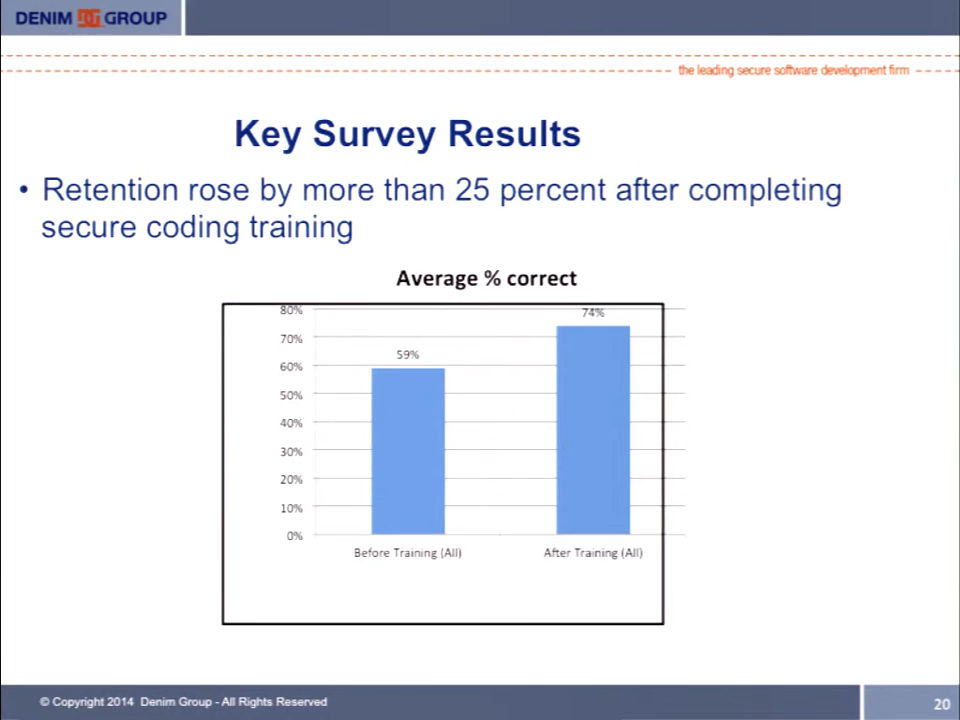 DENIM DG GROUP
the leading secure software development firm
Key Survey Results
• Retention rose by more than 25 percent after completing
secure coding training
Average % correct
80%
70%
60%
50%
40%
30%
20%
10%
0%
59%
74%
Before Training (All)
After Training (All)
© Copyright 2014 Denim Group - All Rights Reserved
20